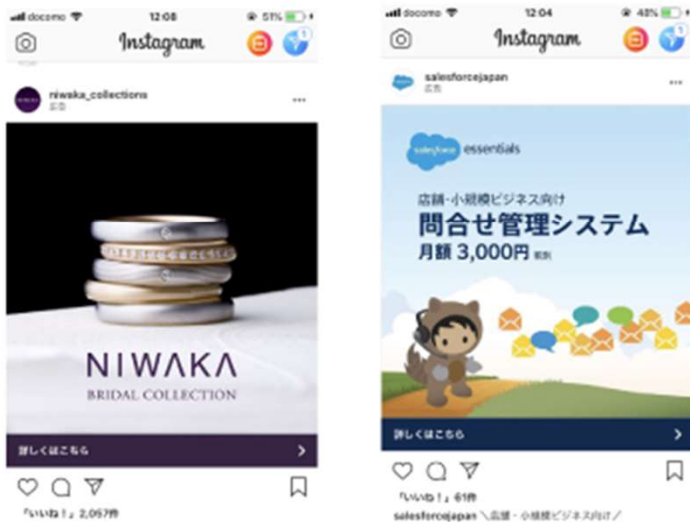 docomo 12:08 51%
Instagram
1
niwaka_collections
広告
NIWAKA
BRIDAL COLLECTION
詳しくはこちら
「いいね！」2,057件
docomo 12:04 48%
Instagram
1
salesforcejapan
広告
salesforce essentials
店舗・小規模ビジネス向け
問合せ管理システム
月額 3,000円 税別
詳しくはこちら
「いいね！」61件
salesforcejapan ＼店舗・小規模ビジネス向け／